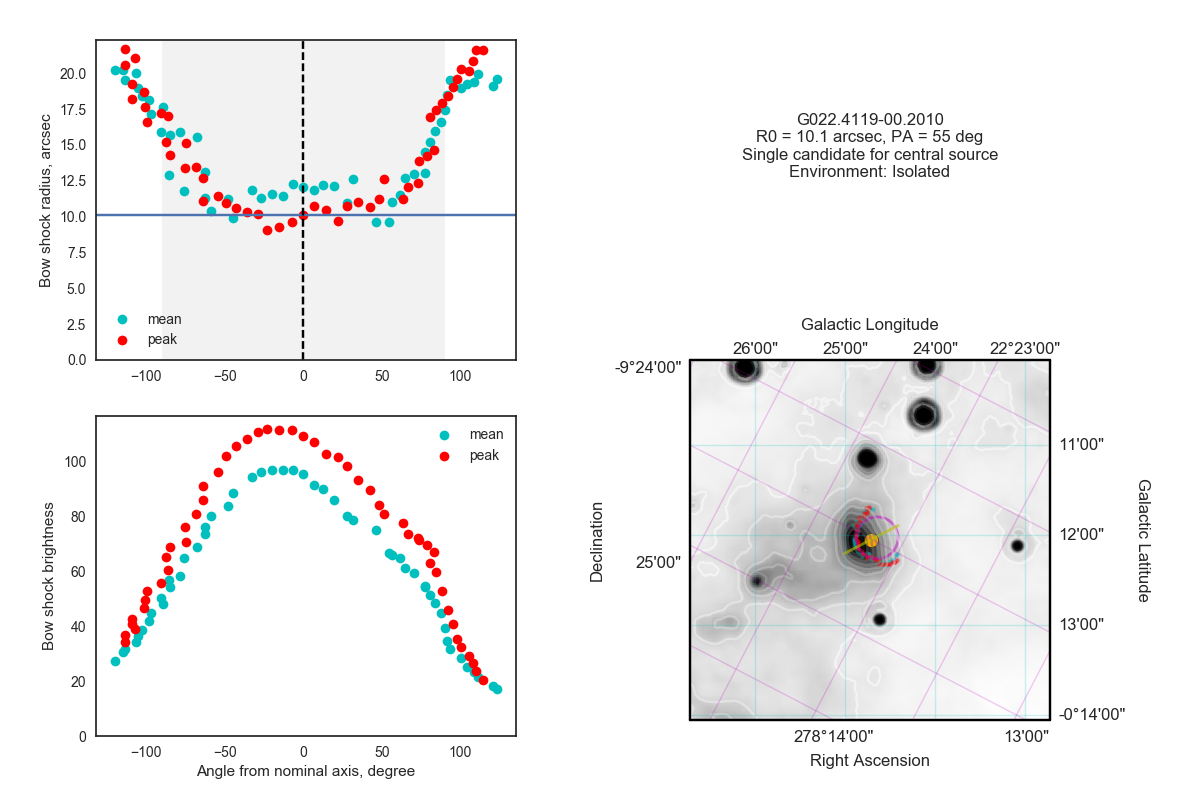 20.0
17.5
15.0
12.5
10.0
7.5
5.0
2.5
0.0
Bow shock radius, arcsec
mean
peak
−100
−50
0
50
100
100
80
60
40
20
0
Bow shock brightness
mean
peak
−100
−50
0
50
100
Angle from nominal axis, degree
G022.4119-00.2010
R0 = 10.1 arcsec, PA = 55 deg
Single candidate for central source
Environment: Isolated
Galactic Longitude
26'00"
25'00"
24'00"
22°23'00"
-9°24'00"
25'00"
Declination
11'00"
12'00"
13'00"
-0°14'00"
Galactic Latitude
278°14'00"
13'00"
Right Ascension